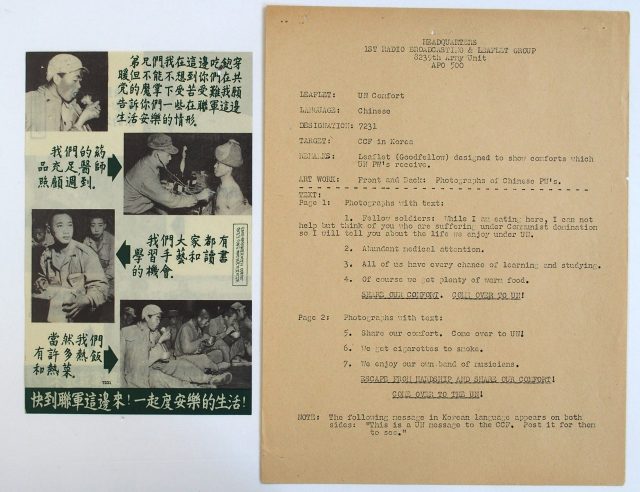 弟兄們我在這邊吃飽穿
暖但不能不想你們在共
党的 下受苦難我願
告訴你們一些在聯軍這邊
生活安樂的情形.
我們的葯
品充足醫師
照顧週到.
我們大家都有書
學習手藝和讀
的機會.
當然我們
有許多熱飯
和熱菜.
7231
快到聯軍這邊來!一起度安樂的生活!
HEADQUARTERS
1ST RADIO BROADCASTING & LEAFLET GROUP
8239th Army Unit
APO 500
LEAFLET: UN Comfort
LANGUAGE: Chinese
DESIGNATION: 7231
TARGET: CCF in Korea
REMARKS: Leaflet (Goodfellow) designed to show comforts which
UN PW's receive.
ART WORK: Front and Back: Photographs of Chinese PW's.
TEXT:
Page 1: Photographs with text:
1. Fellow soldiers: While I am eating here, I can not
help but think of you who are suffering under Communist domination
so I will tell you about the life we enjoy under UN.
2. Abundant medical attention.
3. All of us have every chance of learning and studying.
4. Of course we get plenty of warm food.
SHARE OUR COMFORT. COME OVER TO UN!
Page 2: Photographs with text:
5. Share our comfort. Come over to UN!
6. We get cigarettes to smoke.
7. We enjoy our own band of musicians.
ESCAPE FROM HARDSHIP AND SHARE OUR COMFORT!
COME OVER TO THE UN!
NOTE: The following message in Korean language appears on both
sides: "This is a UN message to the CCF. Post it for them
to see."